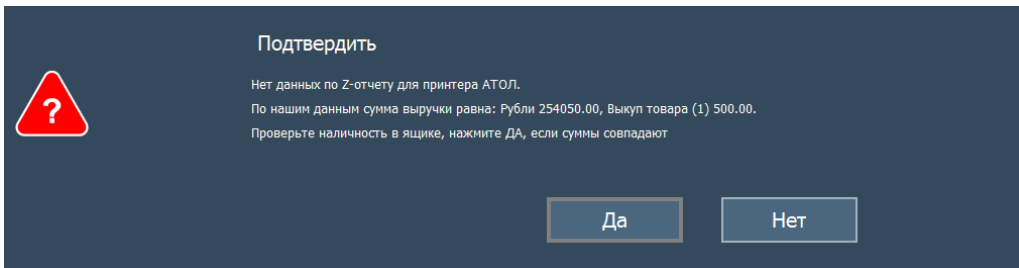 Подтвердить
?
Нет данных по Z-отчету для принтера АТОЛ.
По нашим данным сумма выручки равна: Рубли 254050.00, Выкуп товара (1) 500.00.
Проверьте наличность в ящике, нажмите ДА, если суммы совпадают
Да Нет